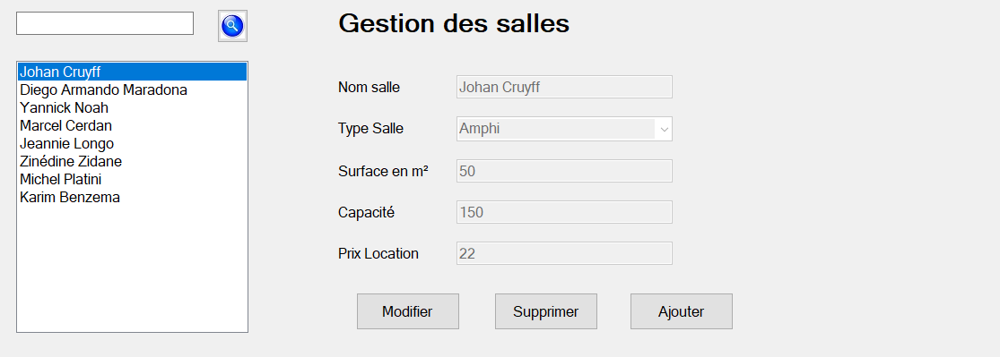 Gestion des salles
Johan Cruyff
Diego Armando Maradona
Yannick Noah
Marcel Cerdan
Jeannie Longo
Zinédine Zidane
Michel Platini
Karim Benzema
Nom salle Johan Cruyff
Type Salle Amphi
Surface en m² 50
Capacité 150
Prix Location 22
Modifier Supprimer Ajouter